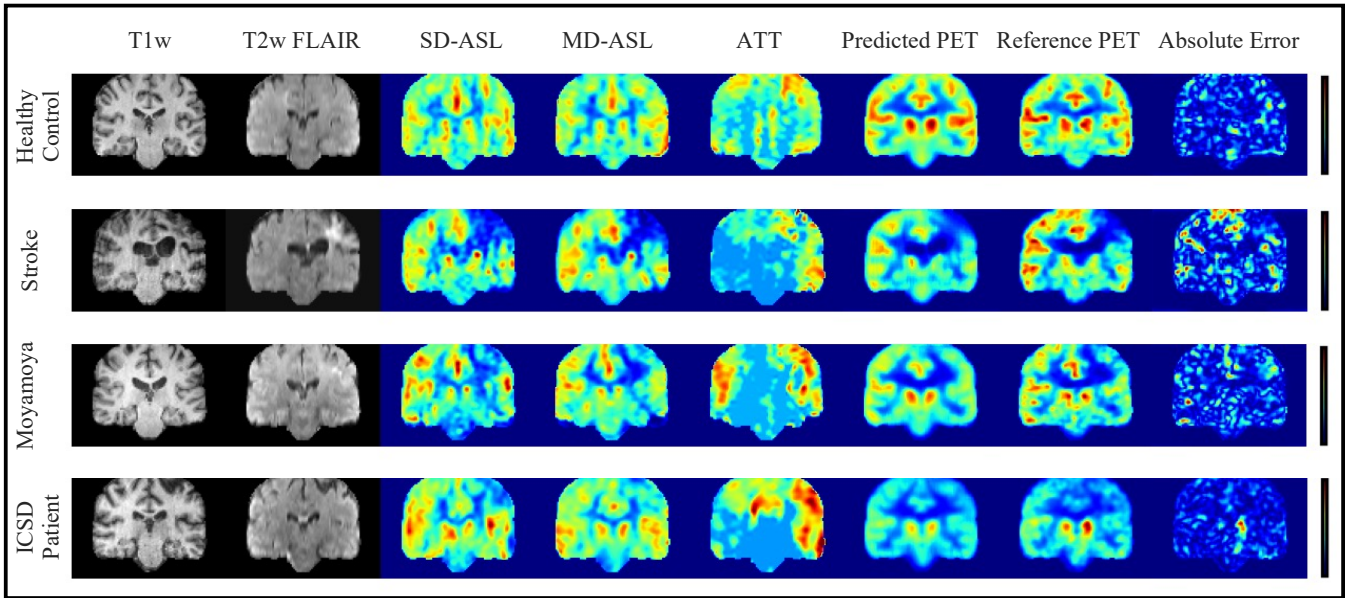 T1w T2w FLAIR SD-ASL MD-ASL ATT Predicted PET Reference PET Absolute Error
Healthy
Control
Stroke
Moyamoya
ICSD
Patient